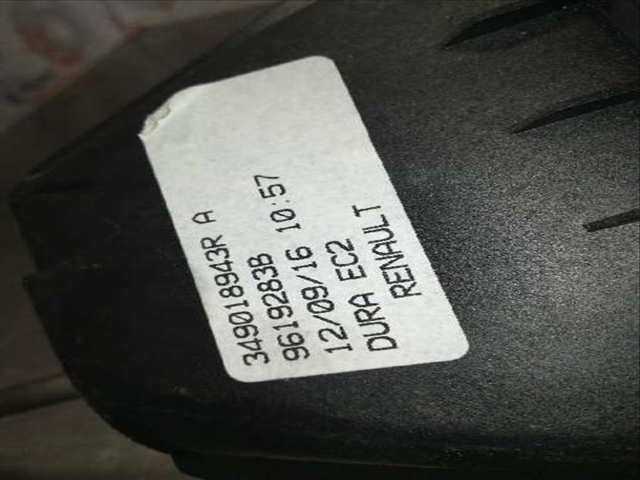 349018943R A
96192838
12/09/16 10:57
DURA EC2
RENAULT